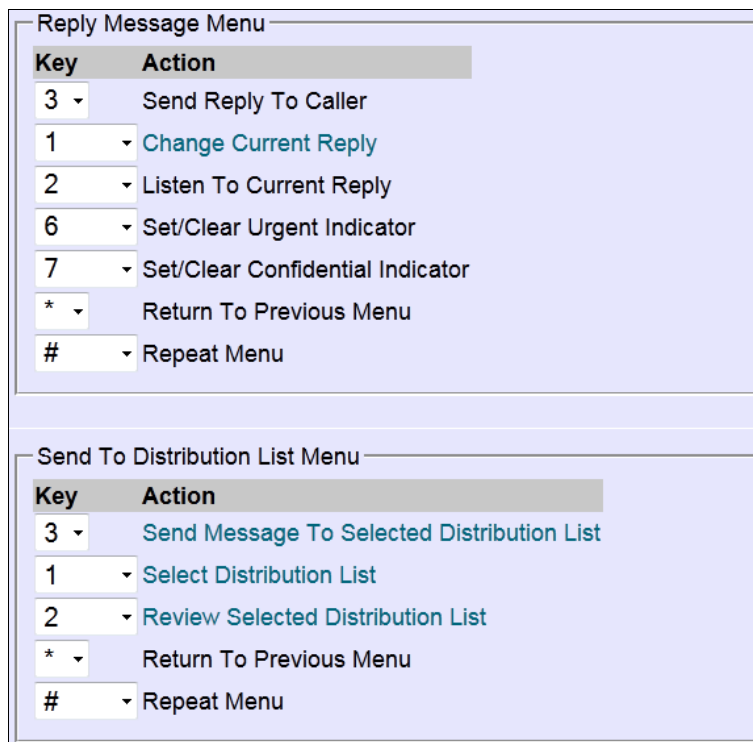 Reply Message Menu
Key Action
3 Send Reply To Caller
1 Change Current Reply
2 Listen To Current Reply
6 Set/Clear Urgent Indicator
7 Set/Clear Confidential Indicator
* Return To Previous Menu
# Repeat Menu
Send To Distribution List Menu
Key Action
3 Send Message To Selected Distribution List
1 Select Distribution List
2 Review Selected Distribution List
* Return To Previous Menu
# Repeat Menu